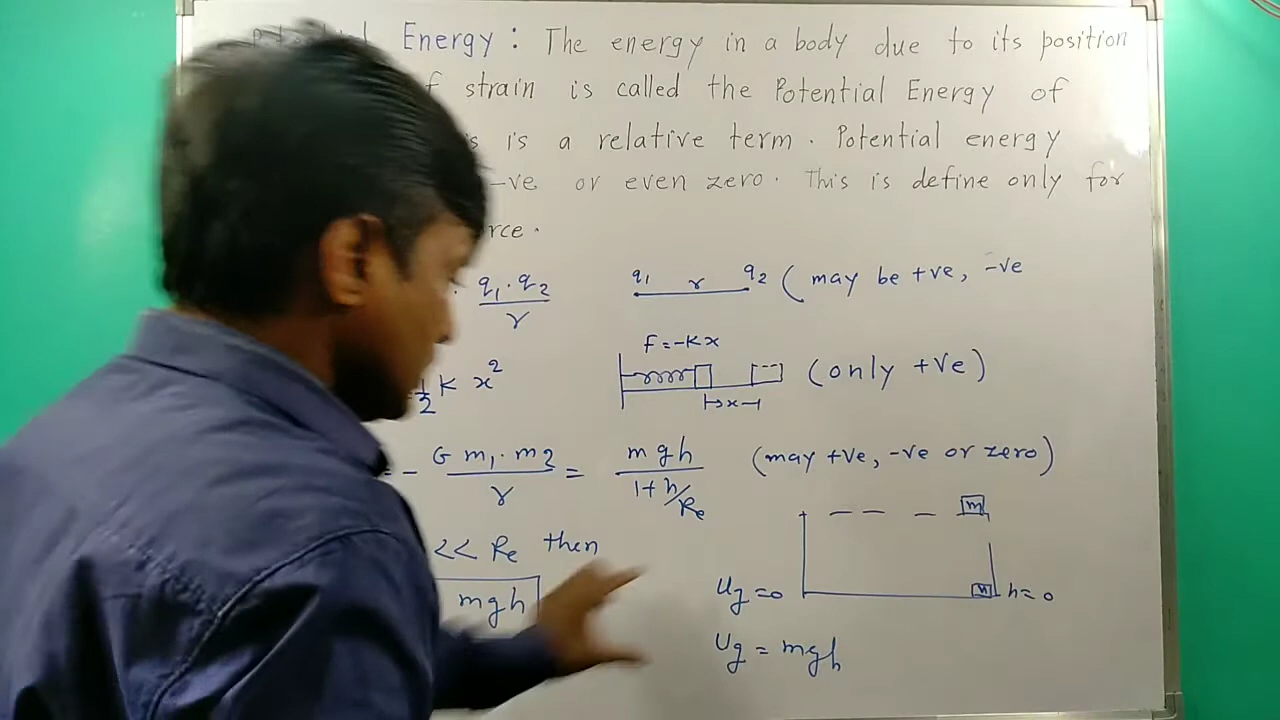 Energy : The energy in a body due to its position
strain is called the Potential Energy of
is a relative term. Potential energy
-ve or even zero. This is define only for
rce.
q₁.q₂/r q₁ r q₂ ( may be +ve, -ve
F=-Kx
½ K x² (only +ve)
x
= - G m₁.m₂/r = mgh/1+h/Re (may +ve, -ve or zero)
m
<< Re then
Ug=0 m h=0
mgh
Ug = mgh